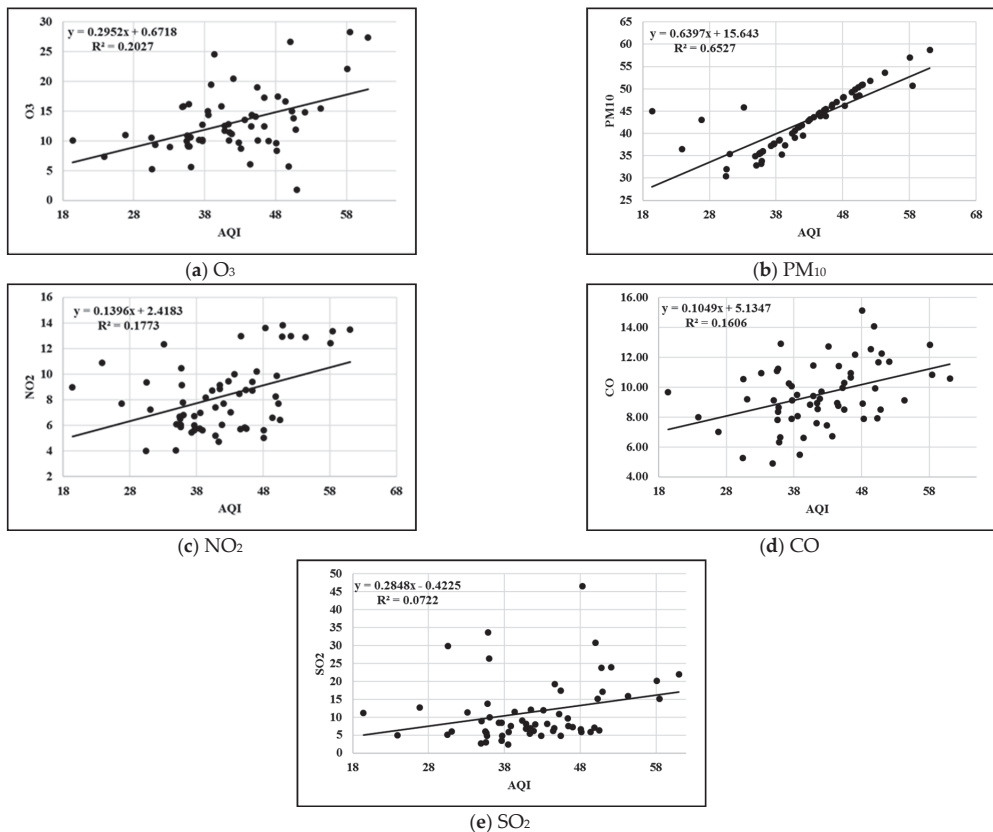 y = 0.2952x + 0.6718
R² = 0.2027
30
25
20
15
10
5
0
O3
18 28 38 48 58
AQI
(a) O₃
y = 0.6397x + 15.643
R² = 0.6527
65
60
55
50
45
40
35
30
25
PM10
18 28 38 48 58 68
AQI
(b) PM₁₀
y = 0.1396x + 2.4183
R² = 0.1773
16
14
12
10
8
6
4
2
NO2
18 28 38 48 58 68
AQI
(c) NO₂
y = 0.1049x + 5.1347
R² = 0.1606
16.00
14.00
12.00
10.00
8.00
6.00
4.00
CO
18 28 38 48 58
AQI
(d) CO
y = 0.2848x - 0.4225
R² = 0.0722
50
45
40
35
30
25
20
15
10
5
0
SO2
18 28 38 48 58
AQI
(e) SO₂